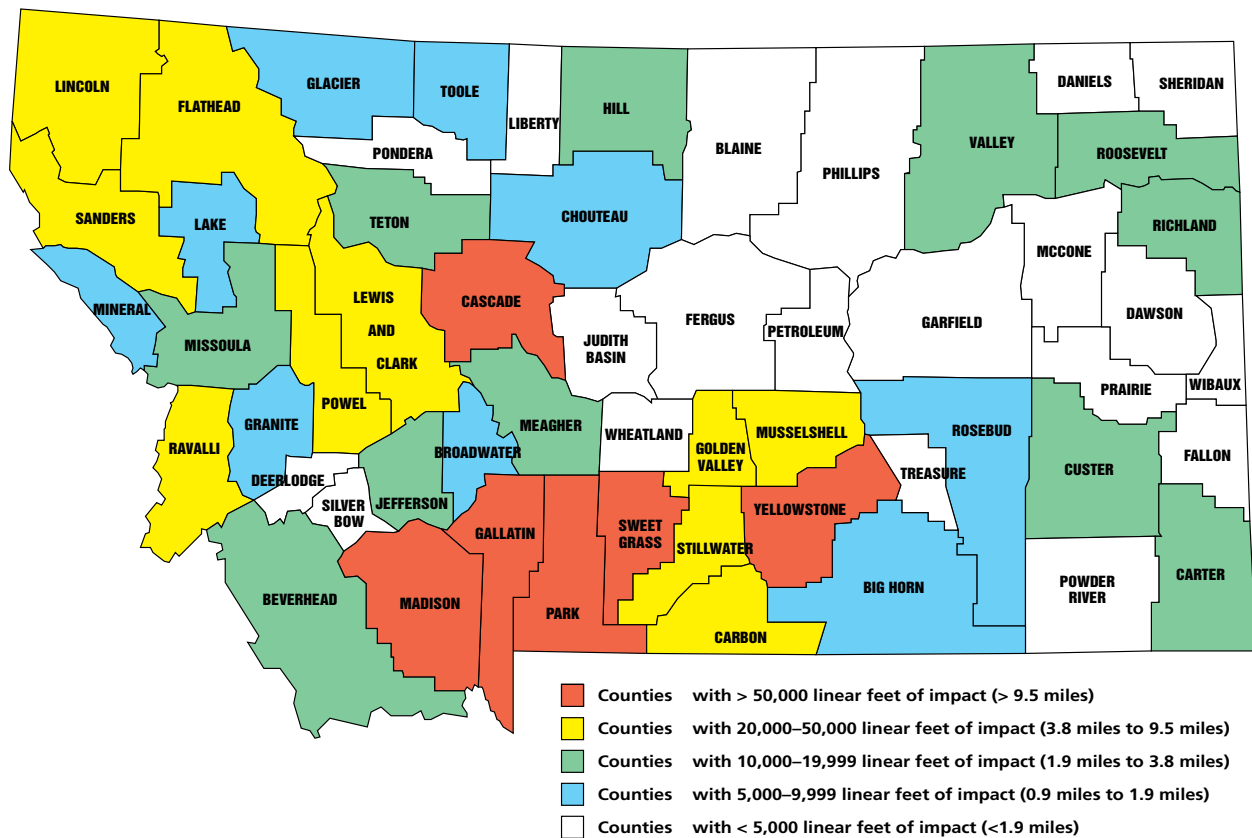 LINCOLN
FLATHEAD
GLACIER
TOOLE
LIBERTY
HILL
BLAINE
PHILLIPS
VALLEY
DANIELS
SHERIDAN
ROOSEVELT
PONDERA
SANDERS
LAKE
TETON
CHOUTEAU
RICHLAND
MCCONE
MINERAL
MISSOULA
LEWIS
AND
CLARK
CASCADE
JUDITH
BASIN
FERGUS
PETROLEUM
GARFIELD
DAWSON
PRAIRIE
WIBAUX
RAVALLI
GRANITE
POWEL
BROADWATER
MEAGHER
WHEATLAND
GOLDEN
VALLEY
MUSSELSHELL
ROSEBUD
TREASURE
CUSTER
FALLON
DEERLODGE
SILVER
BOW
JEFFERSON
GALLATIN
SWEET
GRASS
STILLWATER
YELLOWSTONE
BEVERHEAD
MADISON
PARK
CARBON
BIG HORN
POWDER
RIVER
CARTER
Counties with > 50,000 linear feet of impact (> 9.5 miles)
Counties with 20,000–50,000 linear feet of impact (3.8 miles to 9.5 miles)
Counties with 10,000–19,999 linear feet of impact (1.9 miles to 3.8 miles)
Counties with 5,000–9,999 linear feet of impact (0.9 miles to 1.9 miles)
Counties with < 5,000 linear feet of impact (<1.9 miles)